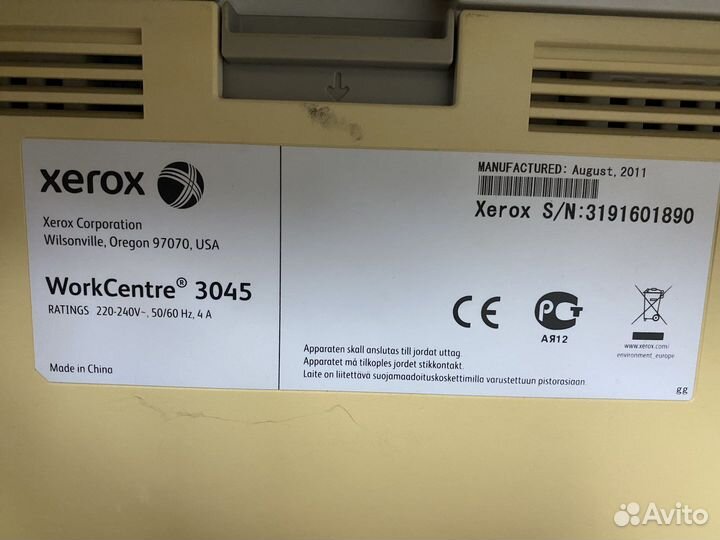 xerox
Xerox Corporation
Wilsonville, Oregon 97070, USA
WorkCentre® 3045
RATINGS 220-240V~, 50/60 Hz, 4 A
Made in China
MANUFACTURED: August, 2011
Xerox S/N:3191601890
CE
РСТ
АЯ12
www.xerox.com/
environment_europe
Apparaten skall anslutas till jordat uttag.
Apparatet må tilkoples jordet stikkontakt.
Laite on liitettävä suojamaadoituskoskettimilla varustettuun pistorasiaan.
gg
Avito